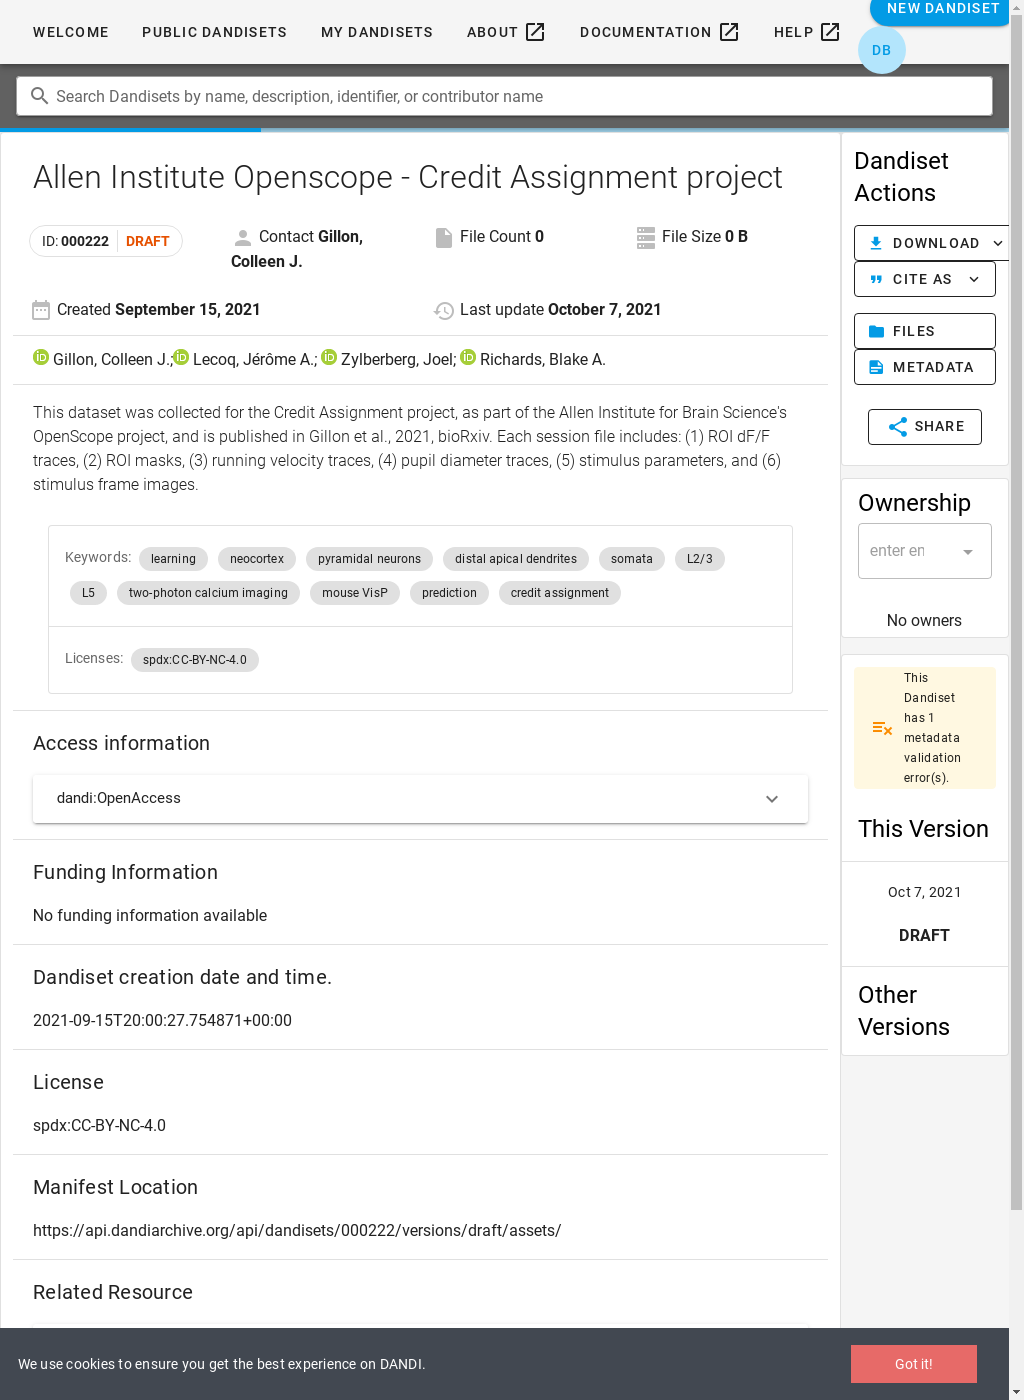 WELCOME PUBLIC DANDISETS MY DANDISETS ABOUT DOCUMENTATION HELP NEW DANDISET
DB
Search Dandisets by name, description, identifier, or contributor name
Allen Institute Openscope - Credit Assignment project
ID: 000222 DRAFT
Contact Gillon,
Colleen J.
File Count 0
File Size 0 B
Created September 15, 2021
Last update October 7, 2021
Gillon, Colleen J.; Lecoq, Jérôme A.; Zylberberg, Joel; Richards, Blake A.
This dataset was collected for the Credit Assignment project, as part of the Allen Institute for Brain Science's
OpenScope project, and is published in Gillon et al., 2021, bioRxiv. Each session file includes: (1) ROI dF/F
traces, (2) ROI masks, (3) running velocity traces, (4) pupil diameter traces, (5) stimulus parameters, and (6)
stimulus frame images.
Keywords: learning neocortex pyramidal neurons distal apical dendrites somata L2/3
L5 two-photon calcium imaging mouse VisP prediction credit assignment
Licenses: spdx:CC-BY-NC-4.0
Access information
dandi:OpenAccess
Funding Information
No funding information available
Dandiset creation date and time.
2021-09-15T20:00:27.754871+00:00
License
spdx:CC-BY-NC-4.0
Manifest Location
https://api.dandiarchive.org/api/dandisets/000222/versions/draft/assets/
Related Resource
Dandiset
Actions
DOWNLOAD
CITE AS
FILES
METADATA
SHARE
Ownership
enter en
No owners
This
Dandiset
has 1
metadata
validation
error(s).
This Version
Oct 7, 2021
DRAFT
Other
Versions
We use cookies to ensure you get the best experience on DANDI.
Got it!